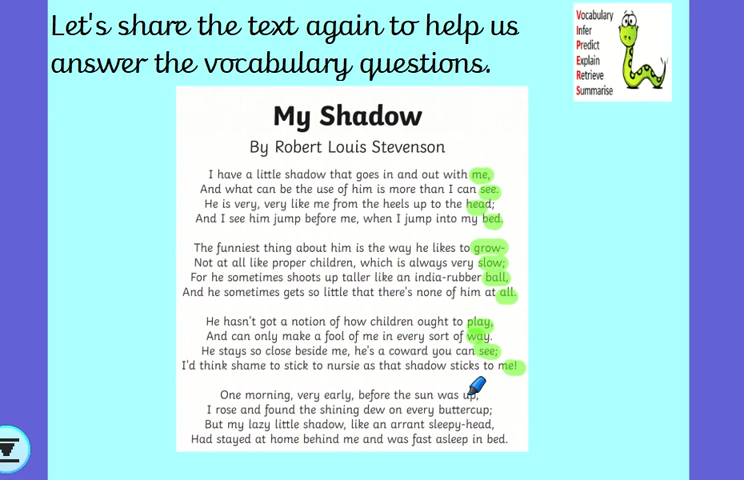 Let's share the text again to help us
answer the vocabulary questions.
Vocabulary
Infer
Predict
Explain
Retrieve
Summarise
My Shadow
By Robert Louis Stevenson
I have a little shadow that goes in and out with me,
And what can be the use of him is more than I can see.
He is very, very like me from the heels up to the head;
And I see him jump before me, when I jump into my bed.
The funniest thing about him is the way he likes to grow-
Not at all like proper children, which is always very slow;
For he sometimes shoots up taller like an india-rubber ball,
And he sometimes gets so little that there's none of him at all.
He hasn't got a notion of how children ought to play,
And can only make a fool of me in every sort of way.
He stays so close beside me, he's a coward you can see;
I'd think shame to stick to nursie as that shadow sticks to me!
One morning, very early, before the sun was up,
I rose and found the shining dew on every buttercup;
But my lazy little shadow, like an arrant sleepy-head,
Had stayed at home behind me and was fast asleep in bed.